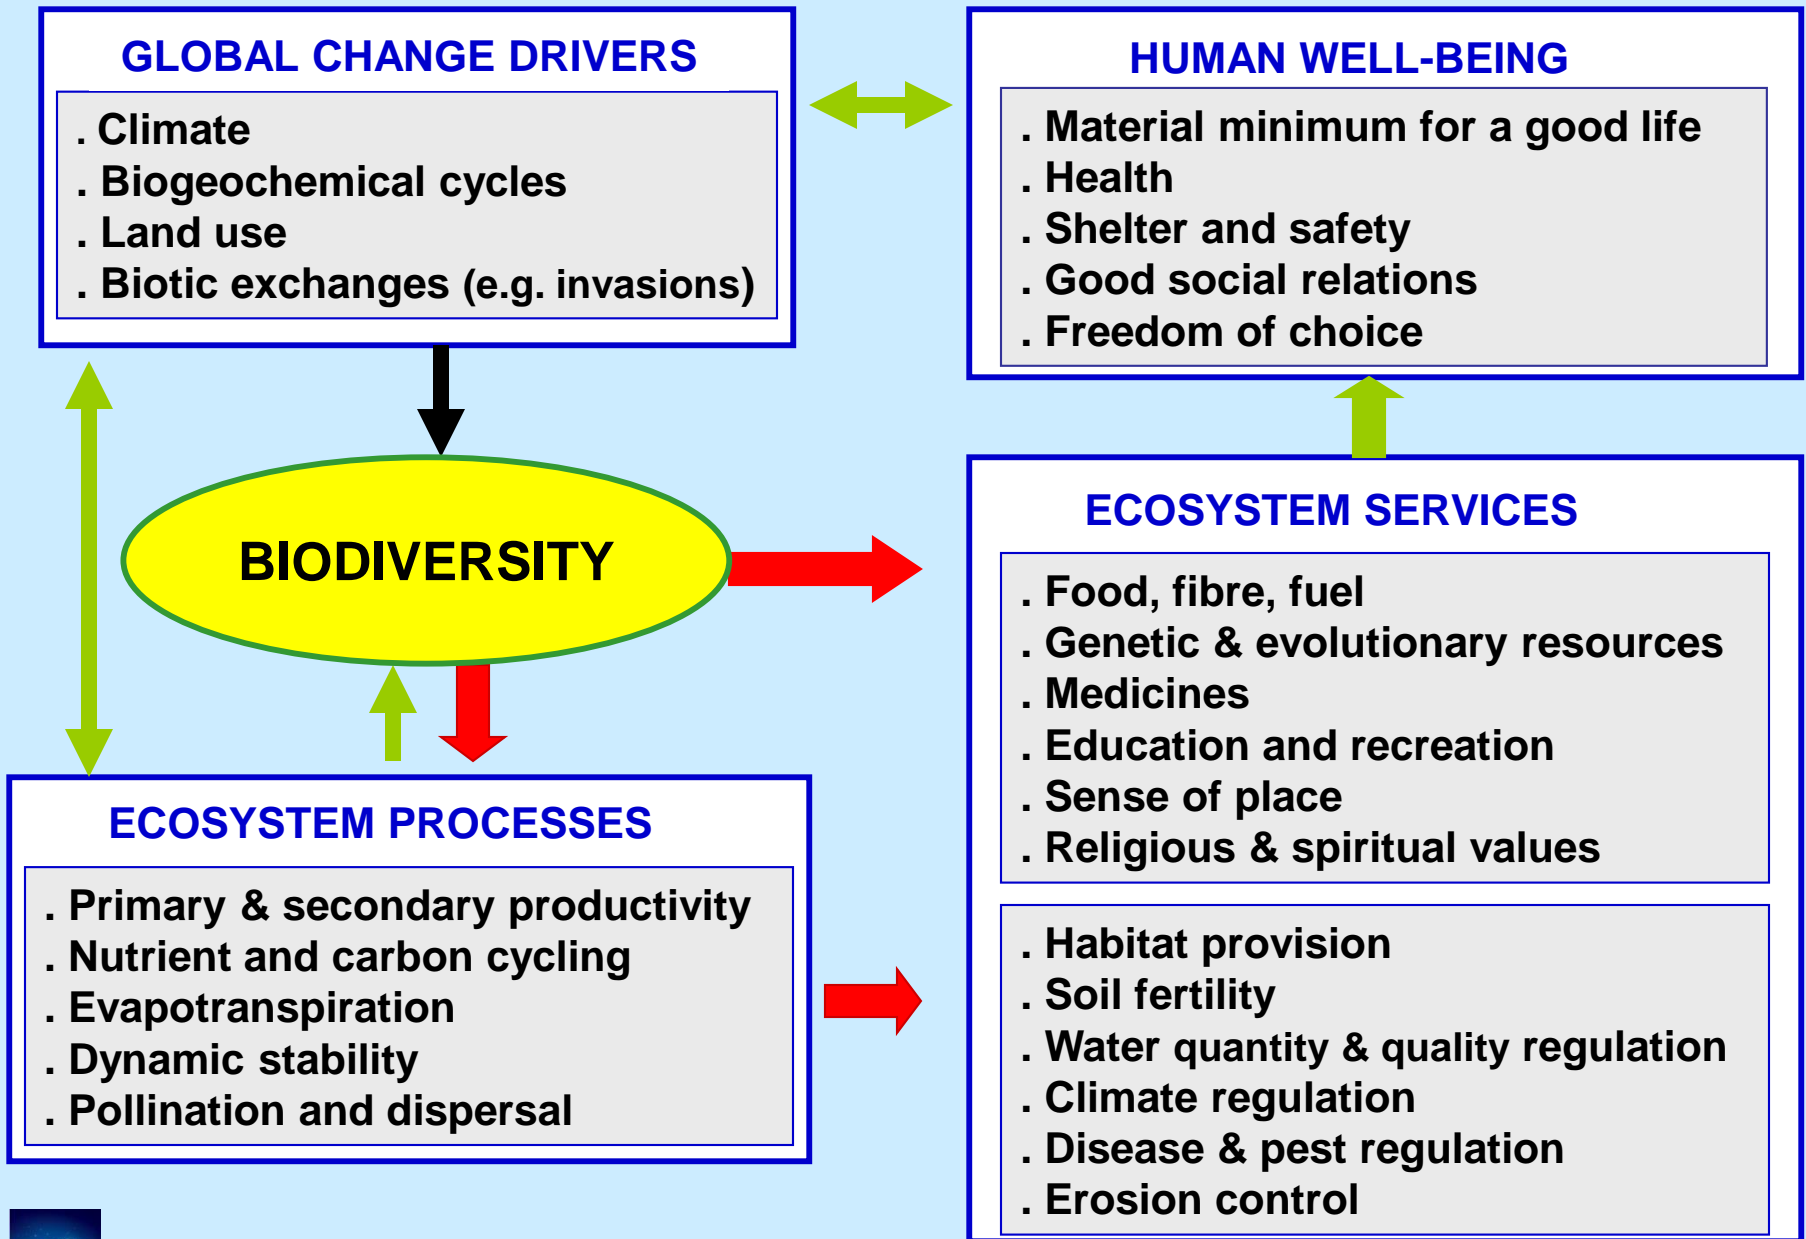 GLOBAL CHANGE DRIVERS
. Climate
. Biogeochemical cycles
. Land use
. Biotic exchanges (e.g. invasions)
HUMAN WELL-BEING
. Material minimum for a good life
. Health
. Shelter and safety
. Good social relations
. Freedom of choice
BIODIVERSITY
ECOSYSTEM SERVICES
. Food, fibre, fuel
. Genetic & evolutionary resources
. Medicines
. Education and recreation
. Sense of place
. Religious & spiritual values
. Habitat provision
. Soil fertility
. Water quantity & quality regulation
. Climate regulation
. Disease & pest regulation
. Erosion control
ECOSYSTEM PROCESSES
. Primary & secondary productivity
. Nutrient and carbon cycling
. Evapotranspiration
. Dynamic stability
. Pollination and dispersal